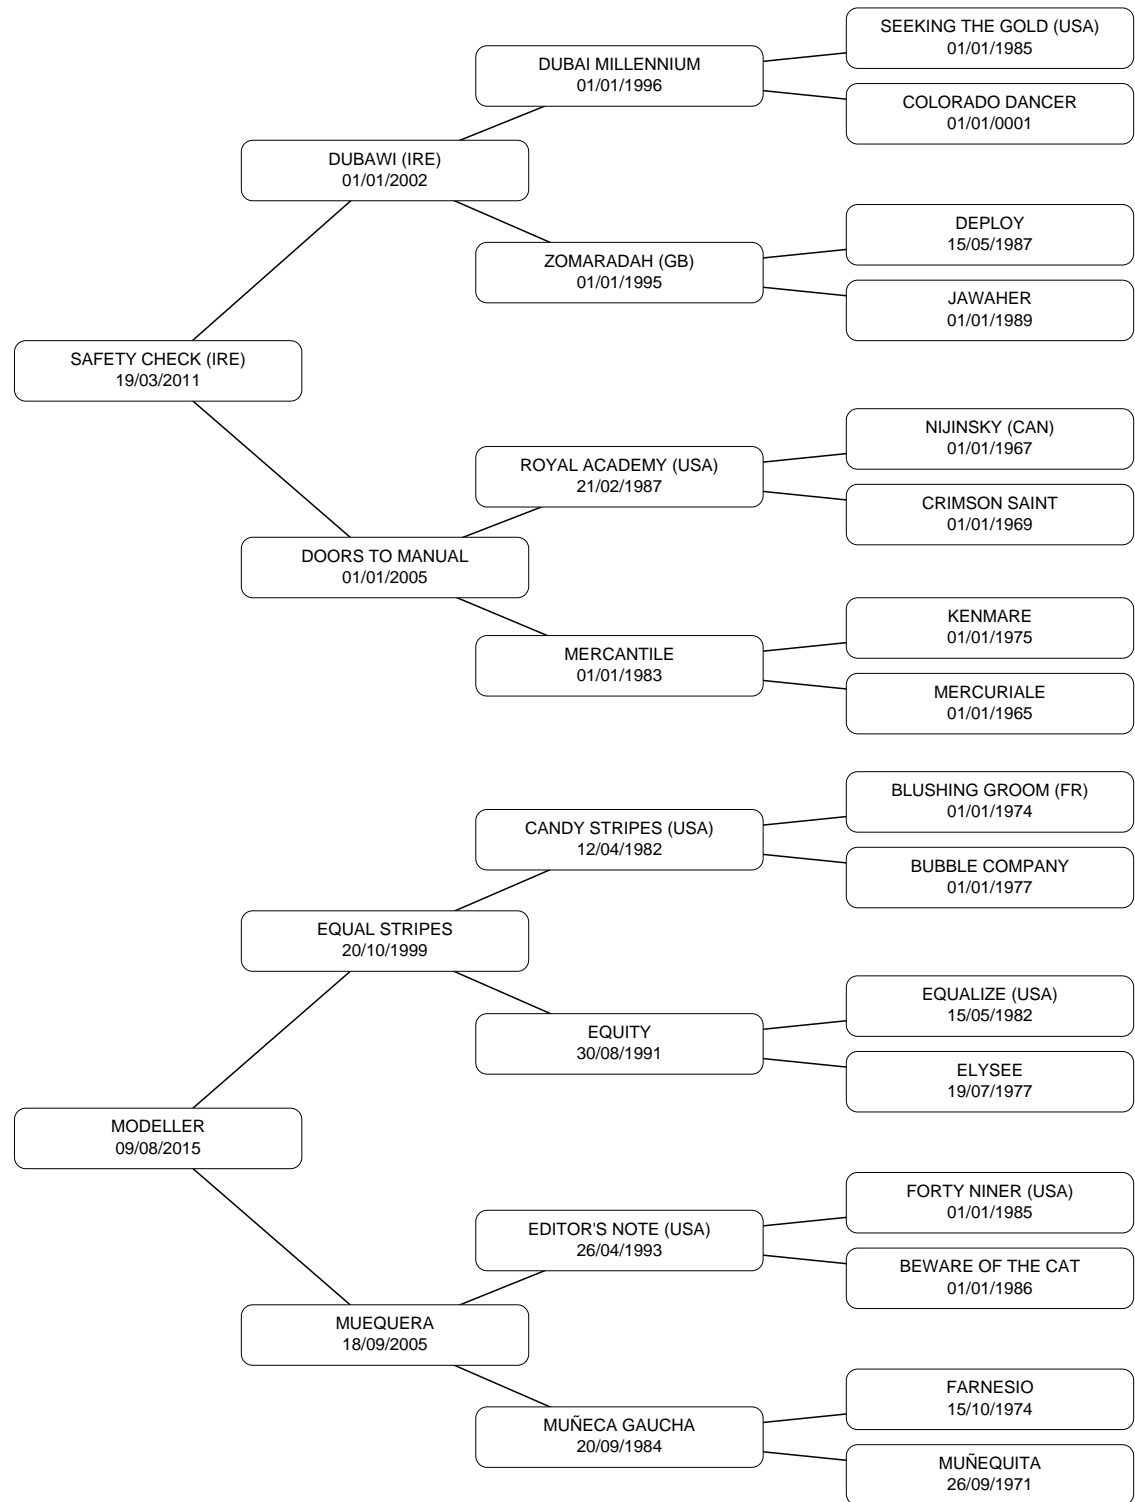 SEEKING THE GOLD (USA)
01/01/1985
DUBAI MILLENNIUM
01/01/1996
COLORADO DANCER
01/01/0001
DUBAWI (IRE)
01/01/2002
DEPLOY
15/05/1987
ZOMARADAH (GB)
01/01/1995
JAWAHER
01/01/1989
SAFETY CHECK (IRE)
19/03/2011
NIJINSKY (CAN)
01/01/1967
ROYAL ACADEMY (USA)
21/02/1987
CRIMSON SAINT
01/01/1969
DOORS TO MANUAL
01/01/2005
KENMARE
01/01/1975
MERCANTILE
01/01/1983
MERCURIALE
01/01/1965
BLUSHING GROOM (FR)
01/01/1974
CANDY STRIPES (USA)
12/04/1982
BUBBLE COMPANY
01/01/1977
EQUAL STRIPES
20/10/1999
EQUALIZE (USA)
15/05/1982
EQUITY
30/08/1991
ELYSEE
19/07/1977
MODELLER
09/08/2015
FORTY NINER (USA)
01/01/1985
EDITOR'S NOTE (USA)
26/04/1993
BEWARE OF THE CAT
01/01/1986
MUEQUERA
18/09/2005
FARNESIO
15/10/1974
MUÑECA GAUCHA
20/09/1984
MUÑEQUITA
26/09/1971